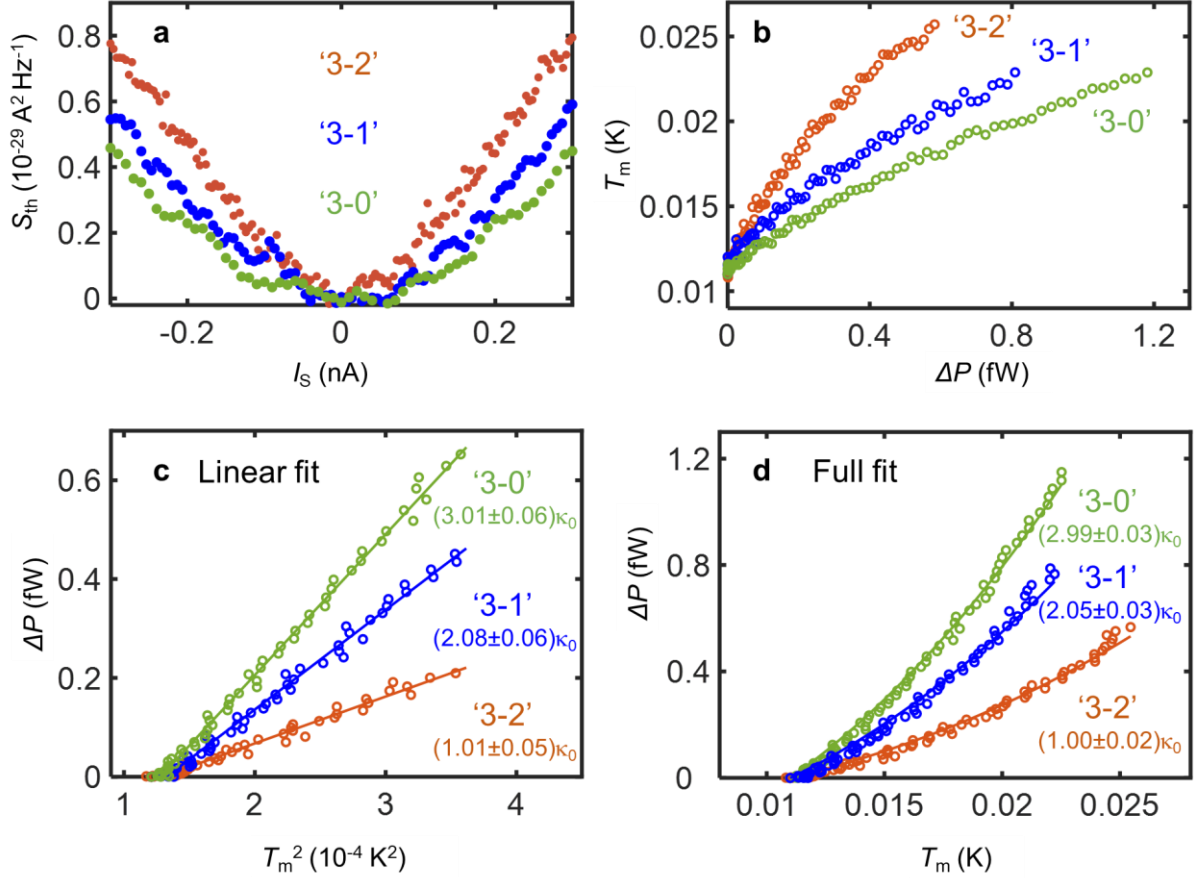 a
'3-2'
'3-1'
'3-0'
S_th (10⁻²⁹ A² Hz⁻¹)
0.8
0.6
0.4
0.2
0
-0.2
0
0.2
I_S (nA)
b
'3-2'
'3-1'
'3-0'
T_m (K)
0.025
0.02
0.015
0.01
0
0.4
0.8
1.2
ΔP (fW)
c Linear fit
'3-0'
(3.01±0.06)κ₀
'3-1'
(2.08±0.06)κ₀
'3-2'
(1.01±0.05)κ₀
ΔP (fW)
0.6
0.4
0.2
0
1
2
3
4
T_m² (10⁻⁴ K²)
d Full fit
'3-0'
(2.99±0.03)κ₀
'3-1'
(2.05±0.03)κ₀
'3-2'
(1.00±0.02)κ₀
ΔP (fW)
1.2
0.8
0.4
0
0.01
0.015
0.02
0.025
T_m (K)